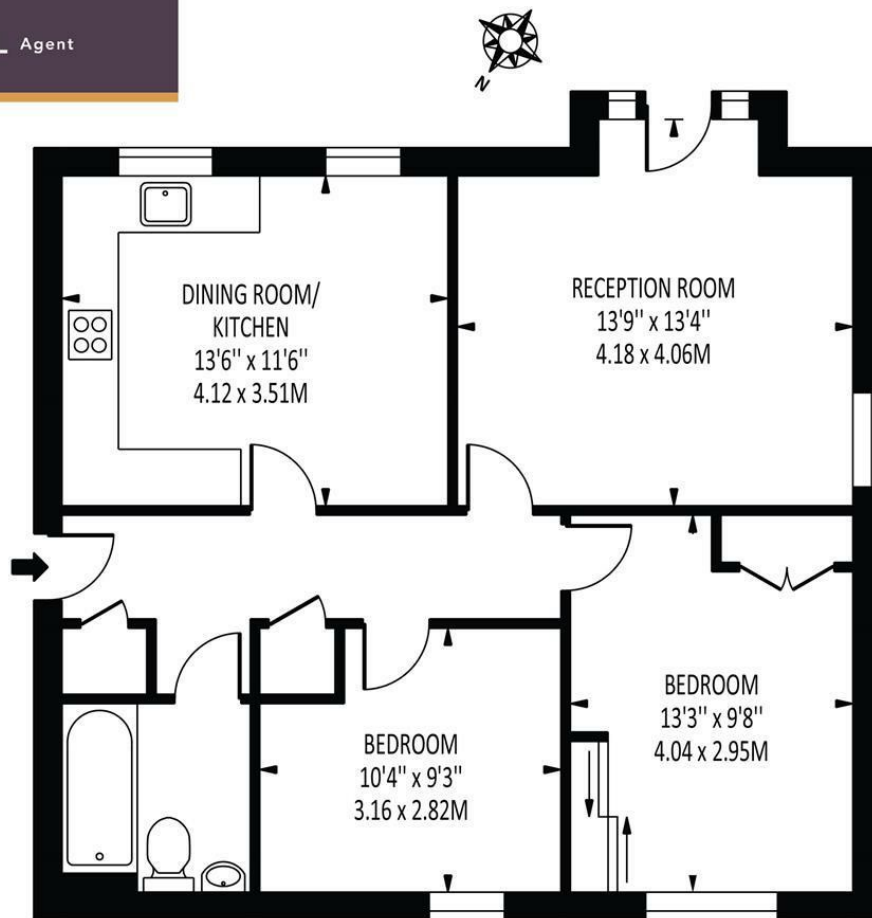 Agent
N
DINING ROOM/
KITCHEN
13'6'' x 11'6''
4.12 x 3.51M
RECEPTION ROOM
13'9'' x 13'4''
4.18 x 4.06M
BEDROOM
10'4'' x 9'3''
3.16 x 2.82M
BEDROOM
13'3'' x 9'8''
4.04 x 2.95M